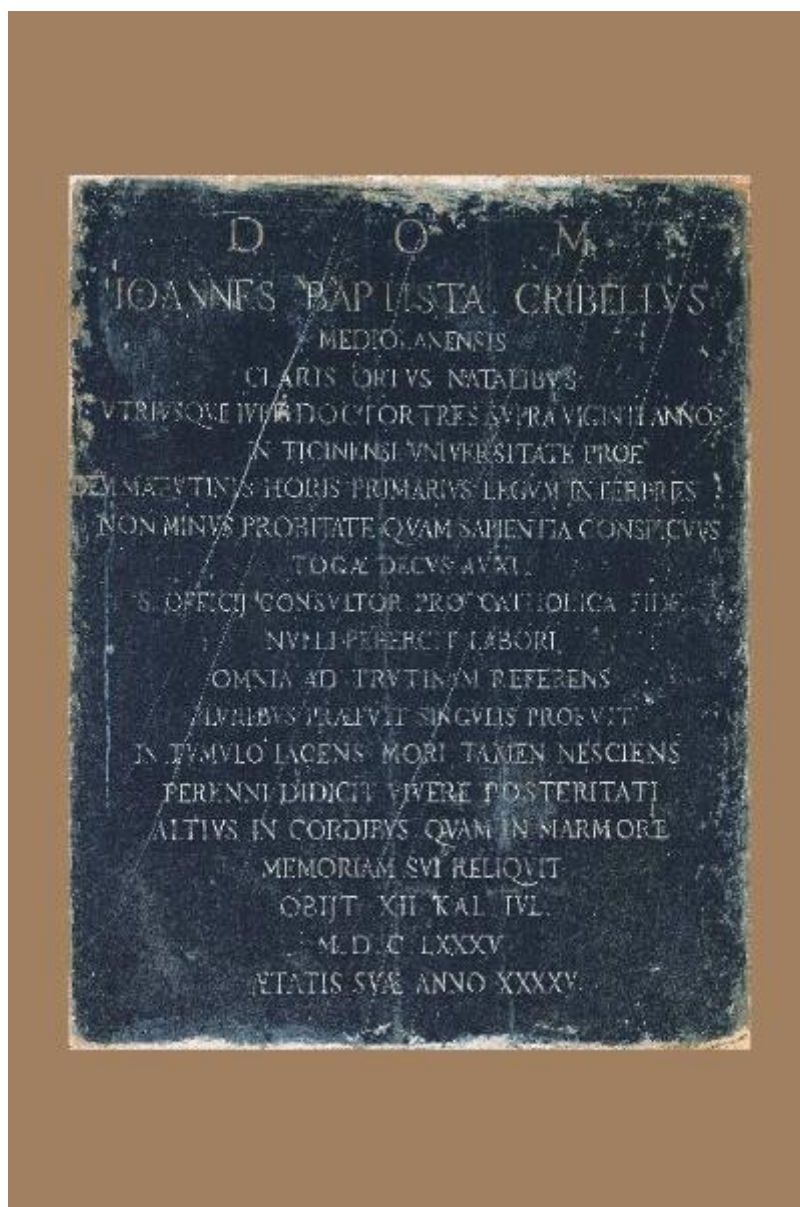 D O M
IOANNES BAPTISTA CRIBELLVS
MEDIOLANENSIS
CLARIS ORTVS NATALIBVS
VTRIVSQVE IVRIS DOCTOR TRES SVPRA VIGINTI ANNOS
IN TICINENSI VNIVERSITATE PROF
MATVTINIS HORIS PRIMARIVS LEGVM INTERPRES
NON MINVS PROBITATE QVAM SAPIENTIA CONSPICVVS
TOGÆ DECVS AVXIT
S. OFFICIJ CONSVLTOR PRO CATHOLICA FIDE
NVLLI PEPERCIT LABORI
OMNIA AD TRVTINAM REFERENS
PLVRIBVS PRÆFVIT SINGVLIS PROFVIT
IN TVMVLO IACENS MORI TAMEN NESCIENS
PERENNI DIDICIT VIVERE POSTERITATI
ALTIVS IN CORDIBVS QVAM IN MARMORE
MEMORIAM SVI RELIQVIT
OBIJT XII KAL IVL.
M. D. C LXXXV
ÆTATIS SVÆ ANNO XXXXV.